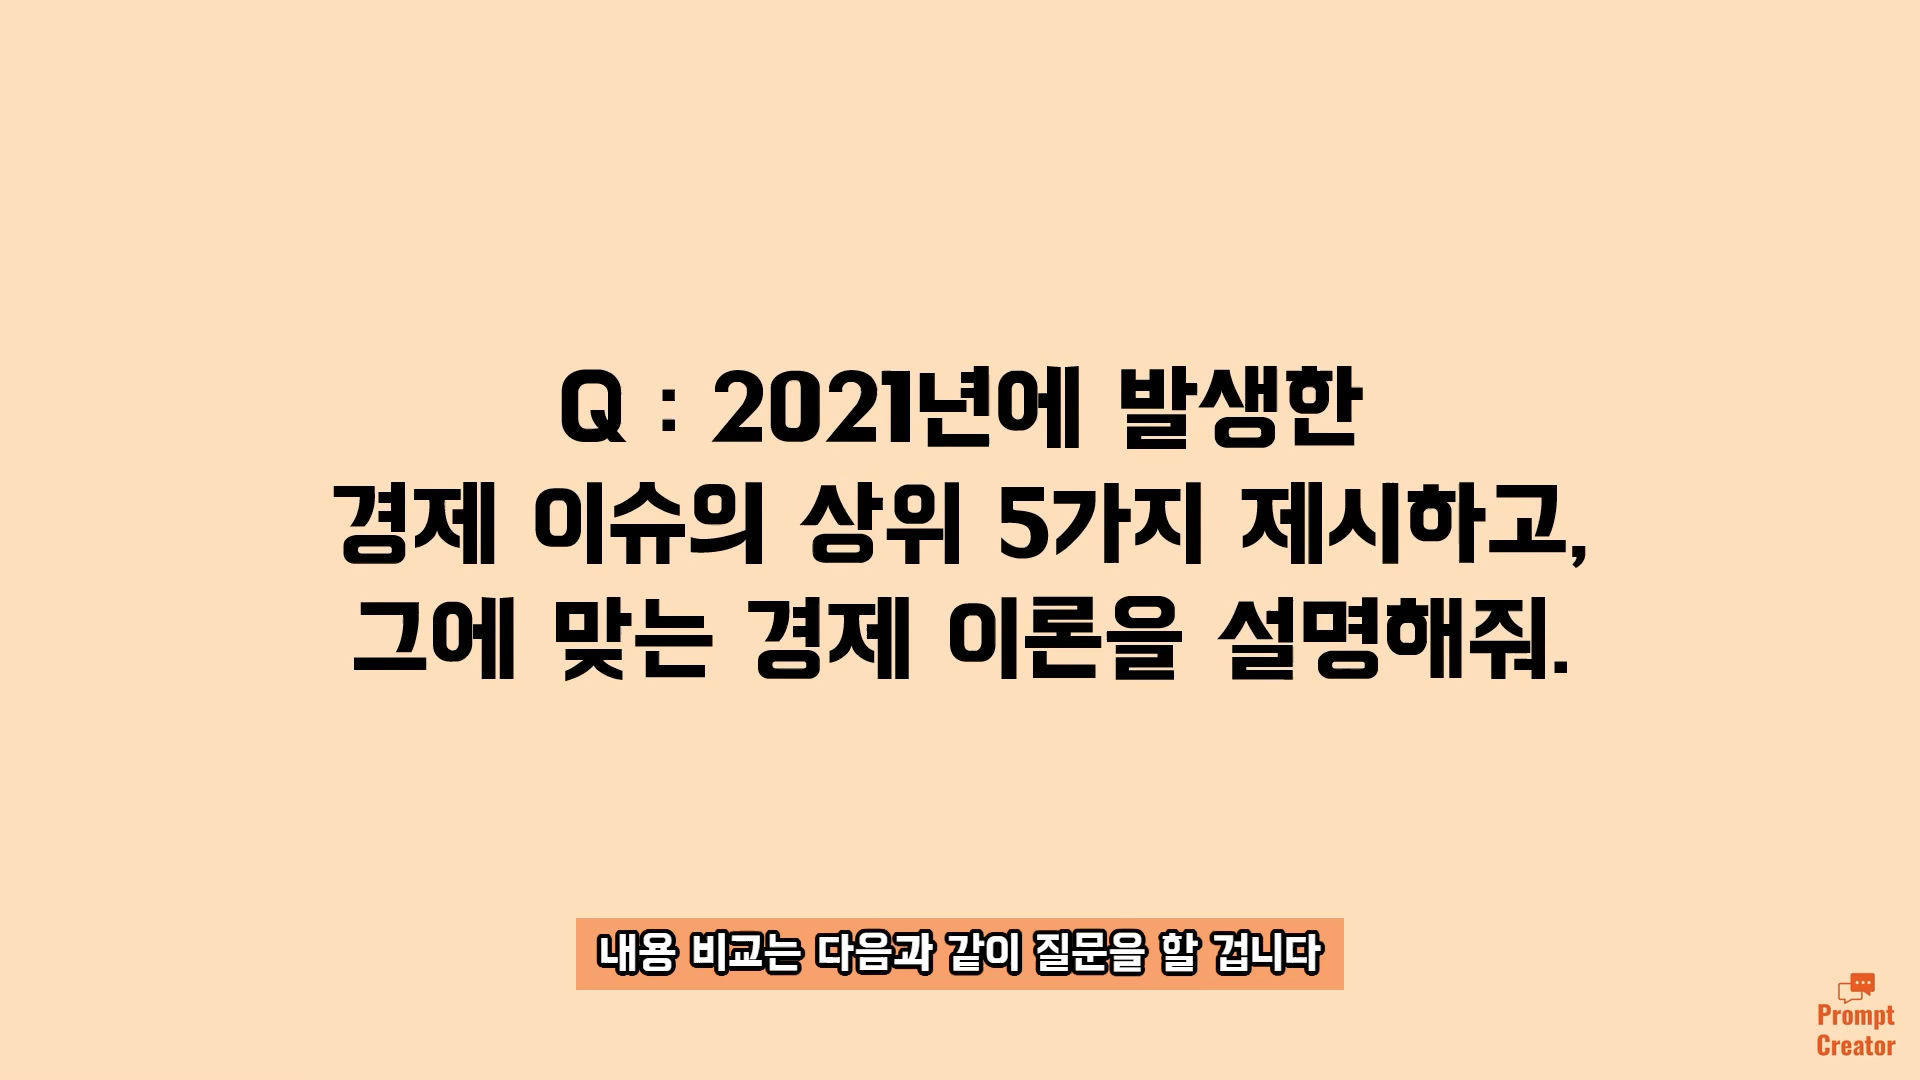 Q : 2021년에 발생한
경제 이슈의 상위 5가지 제시하고,
그에 맞는 경제 이론을 설명해줘.
내용 비교는 다음과 같이 질문을 할 겁니다
Prompt
Creator